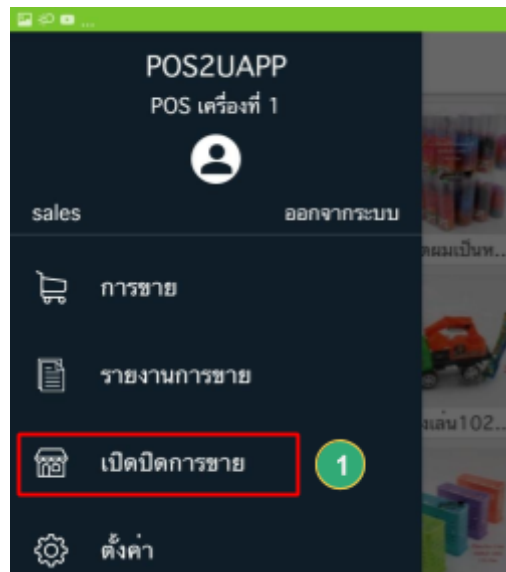 POS2UAPP
POS เครื่องที่ 1
sales ออกจากระบบ
การขาย
รายงานการขาย
เปิดปิดการขาย 1
ตั้งค่า